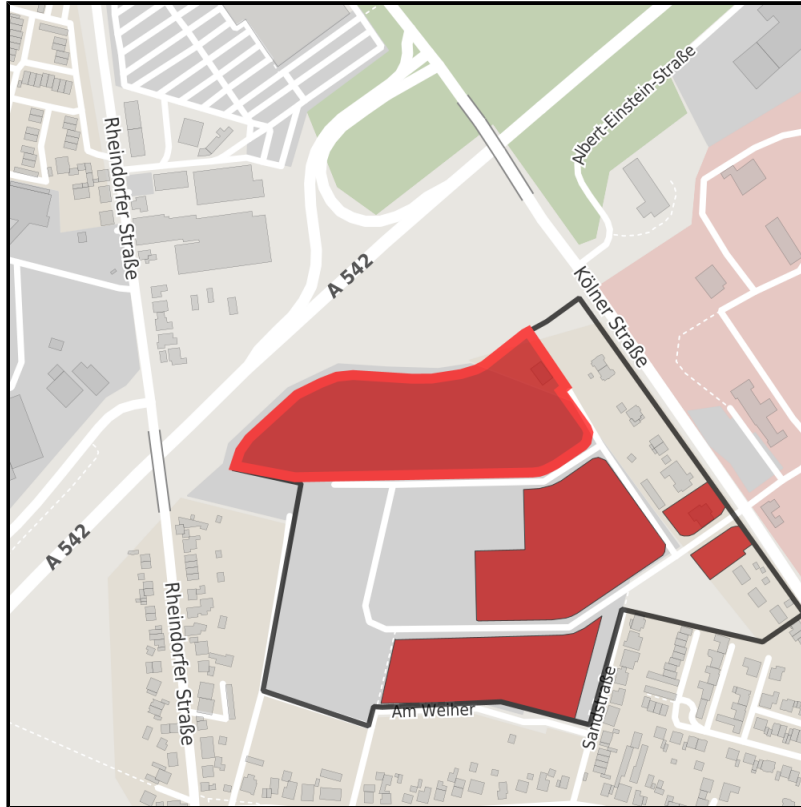 Albert-Einstein-Straße
Rheindorfer Straße
A 542
Kölner Straße
A 542
Rheindorfer Straße
Sandstraße
Am Weiher